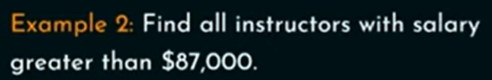 Example 2: Find all instructors with salary
greater than $87,000.